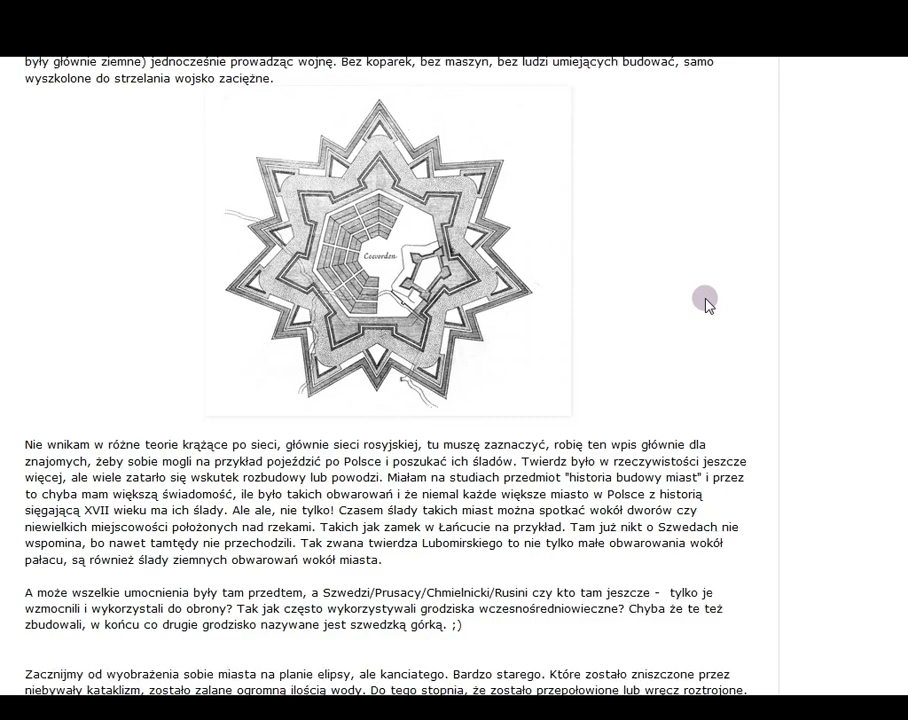 były głównie ziemne) jednocześnie prowadząc wojnę. Bez koparek, bez maszyn, bez ludzi umiejących budować, samo
wyszkolone do strzelania wojsko zaciężne.
Coevorden
Nie wnikam w różne teorie krążące po sieci, głównie sieci rosyjskiej, tu muszę zaznaczyć, robię ten wpis głównie dla
znajomych, żeby sobie mogli na przykład pojeździć po Polsce i poszukać ich śladów. Twierdz było w rzeczywistości jeszcze
więcej, ale wiele zatarło się wskutek rozbudowy lub powodzi. Miałam na studiach przedmiot "historia budowy miast" i przez
to chyba mam większą świadomość, ile było takich obwarowań i że niemal każde większe miasto w Polsce z historią
sięgającą XVII wieku ma ich ślady. Ale ale, nie tylko! Czasem ślady takich miast można spotkać wokół dworów czy
niewielkich miejscowości położonych nad rzekami. Takich jak zamek w Łańcucie na przykład. Tam już nikt o Szwedach nie
wspomina, bo nawet tamtędy nie przechodzili. Tak zwana twierdza Lubomirskiego to nie tylko małe obwarowania wokół
pałacu, są również ślady ziemnych obwarowań wokół miasta.
A może wszelkie umocnienia były tam przedtem, a Szwedzi/Prusacy/Chmielnicki/Rusini czy kto tam jeszcze - tylko je
wzmocnili i wykorzystali do obrony? Tak jak często wykorzystywali grodziska wczesnośredniowieczne? Chyba że te też
zbudowali, w końcu co drugie grodzisko nazywane jest szwedzką górką. ;)
Zacznijmy od wyobrażenia sobie miasta na planie elipsy, ale kanciatego. Bardzo starego. Które zostało zniszczone przez
niebywały kataklizm, zostało zalane ogromną ilością wody. Do tego stopnia, że zostało przepołowione lub wręcz roztrojone.